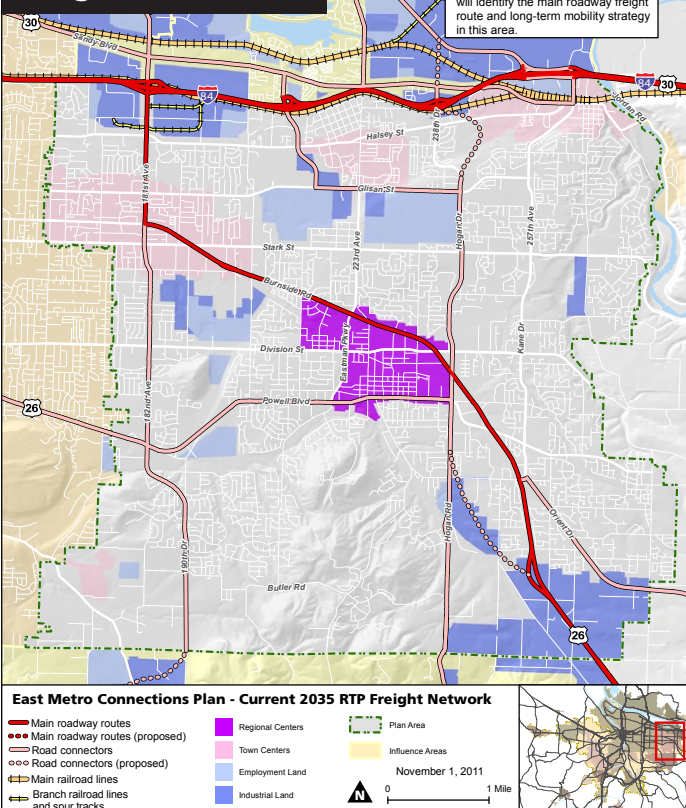 will identify the main roadway freight
route and long-term mobility strategy
in this area.
30
Sandy Blvd
84
84
30
Jordan Rd
238th Dr
Halsey St
181st Ave
Glisan St
Hogan Dr
257th Ave
Stark St
223rd Ave
Burnside Rd
Division St
Eastman Pkwy
Kane Dr
182nd Ave
26
Powell Blvd
Hogan Rd
Orient Dr
190th Dr
Butler Rd
26
East Metro Connections Plan - Current 2035 RTP Freight Network
Main roadway routes
Main roadway routes (proposed)
Road connectors
Road connectors (proposed)
Main railroad lines
Branch railroad lines
and spur tracks
Regional Centers
Town Centers
Employment Land
Industrial Land
Plan Area
Influence Areas
November 1, 2011
N
0 1 Mile